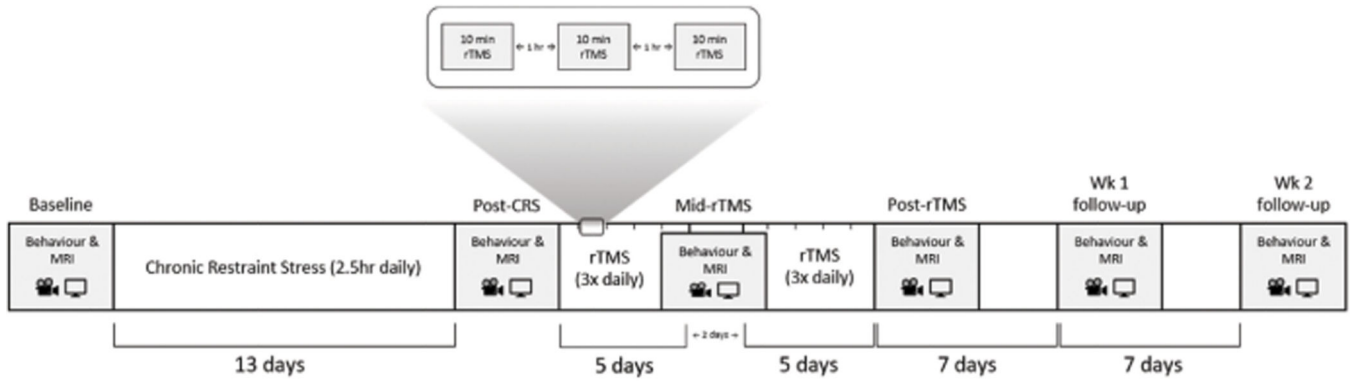 10 min
rTMS
← 1 hr →
10 min
rTMS
← 1 hr →
10 min
rTMS
Baseline
Post-CRS
Mid-rTMS
Post-rTMS
Wk 1
follow-up
Wk 2
follow-up
Behaviour &
MRI
Chronic Restraint Stress (2.5hr daily)
Behaviour &
MRI
rTMS
(3x daily)
Behaviour &
MRI
rTMS
(3x daily)
Behaviour &
MRI
Behaviour &
MRI
Behaviour &
MRI
13 days
5 days
← 2 days →
5 days
7 days
7 days